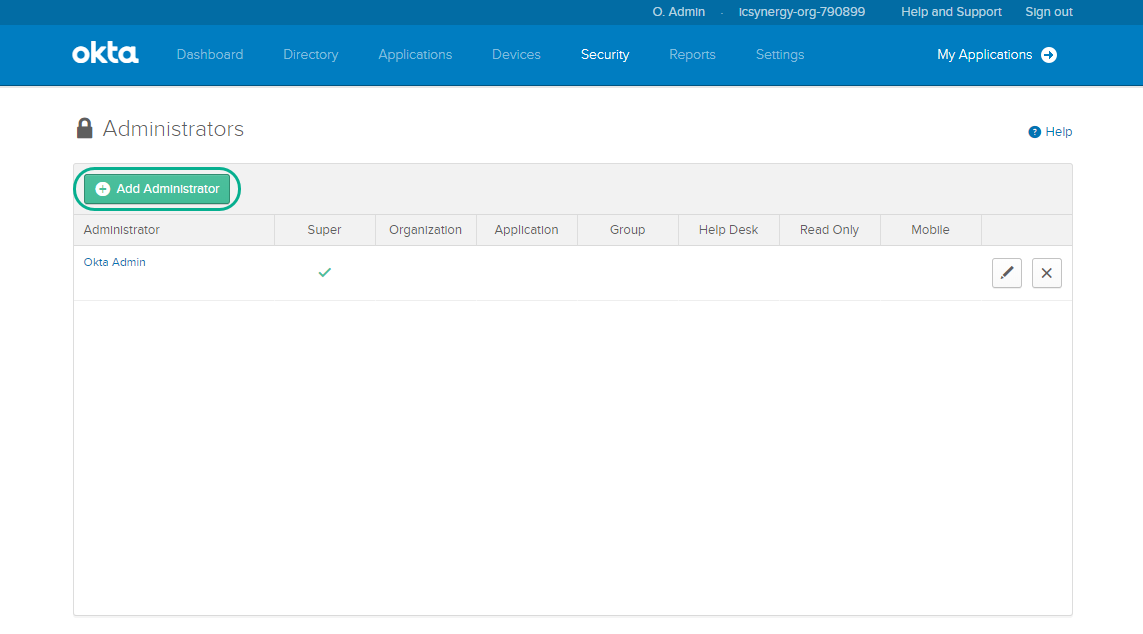 O. Admin - icsynergy-org-790899 Help and Support Sign out
okta Dashboard Directory Applications Devices Security Reports Settings My Applications
Administrators
? Help
Add Administrator
Administrator Super Organization Application Group Help Desk Read Only Mobile
Okta Admin